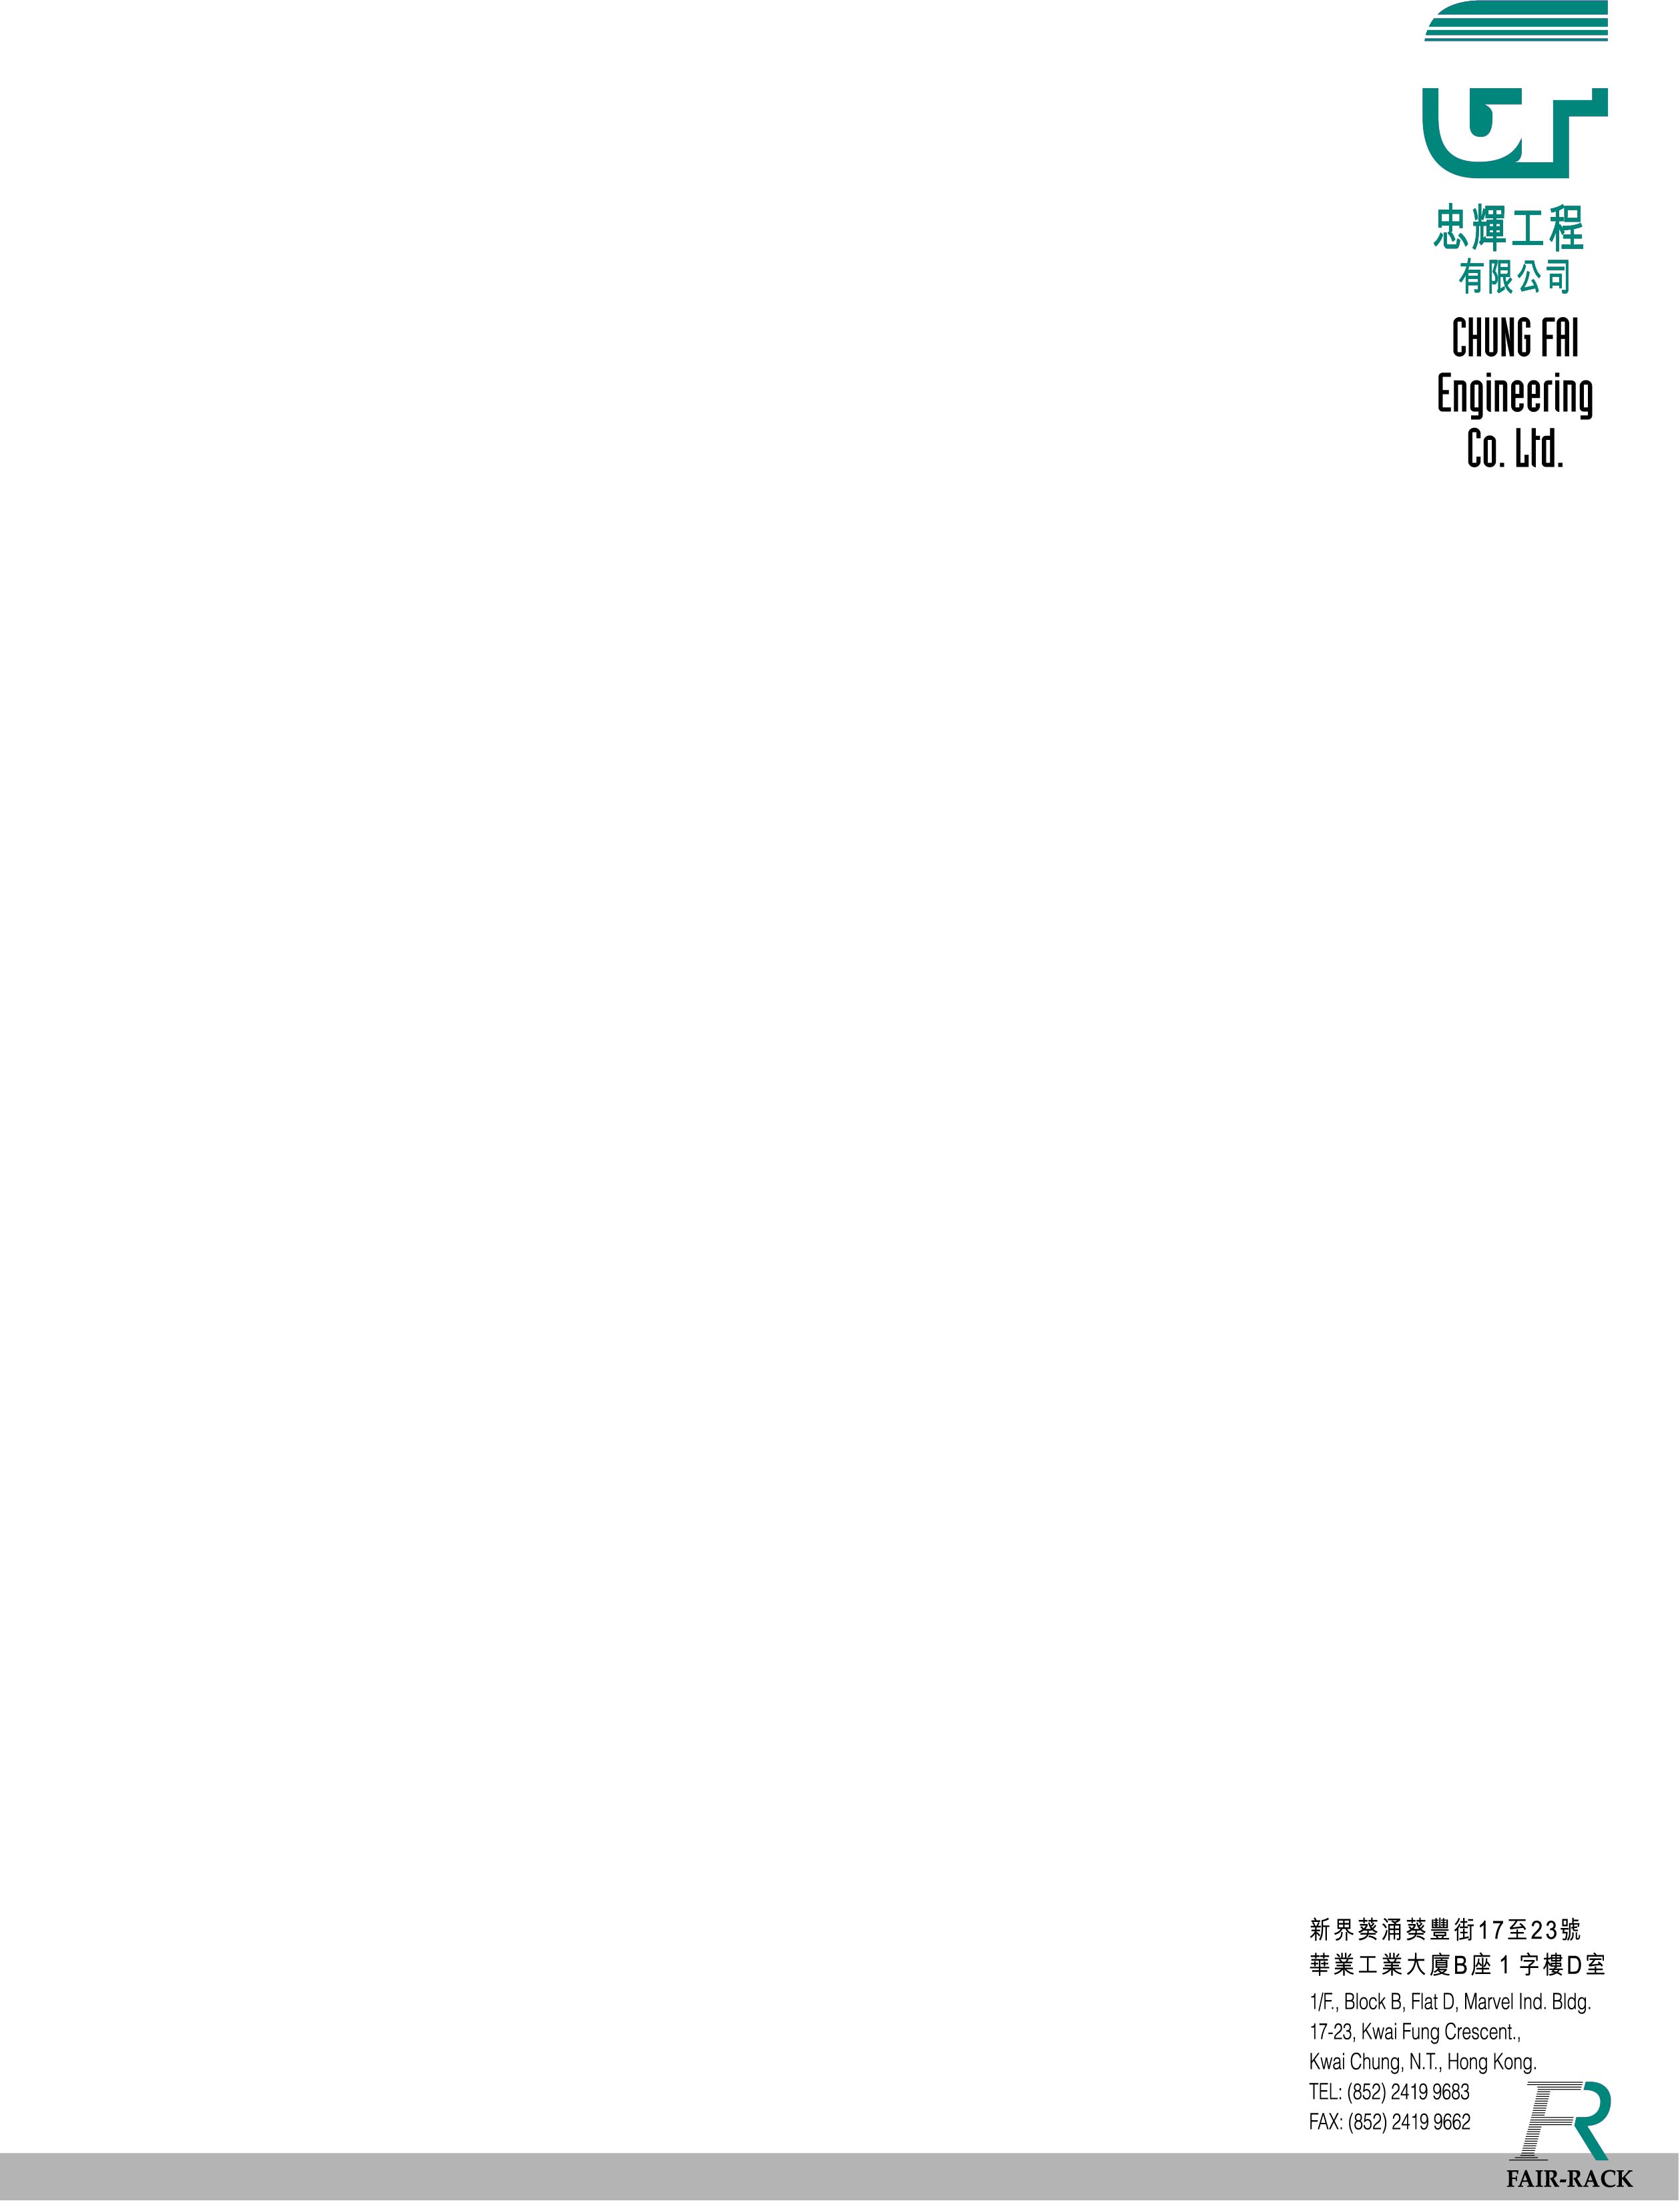 忠輝工程
有限公司
CHUNG FAI
Engineering
Co. Ltd.
新界葵涌葵豐街17至23號
華業工業大廈B座1字樓D室
1/F., Block B, Flat D, Marvel Ind. Bldg.
17-23, Kwai Fung Crescent.,
Kwai Chung, N.T., Hong Kong.
TEL: (852) 2419 9683
FAX: (852) 2419 9662
FR
FAIR-RACK